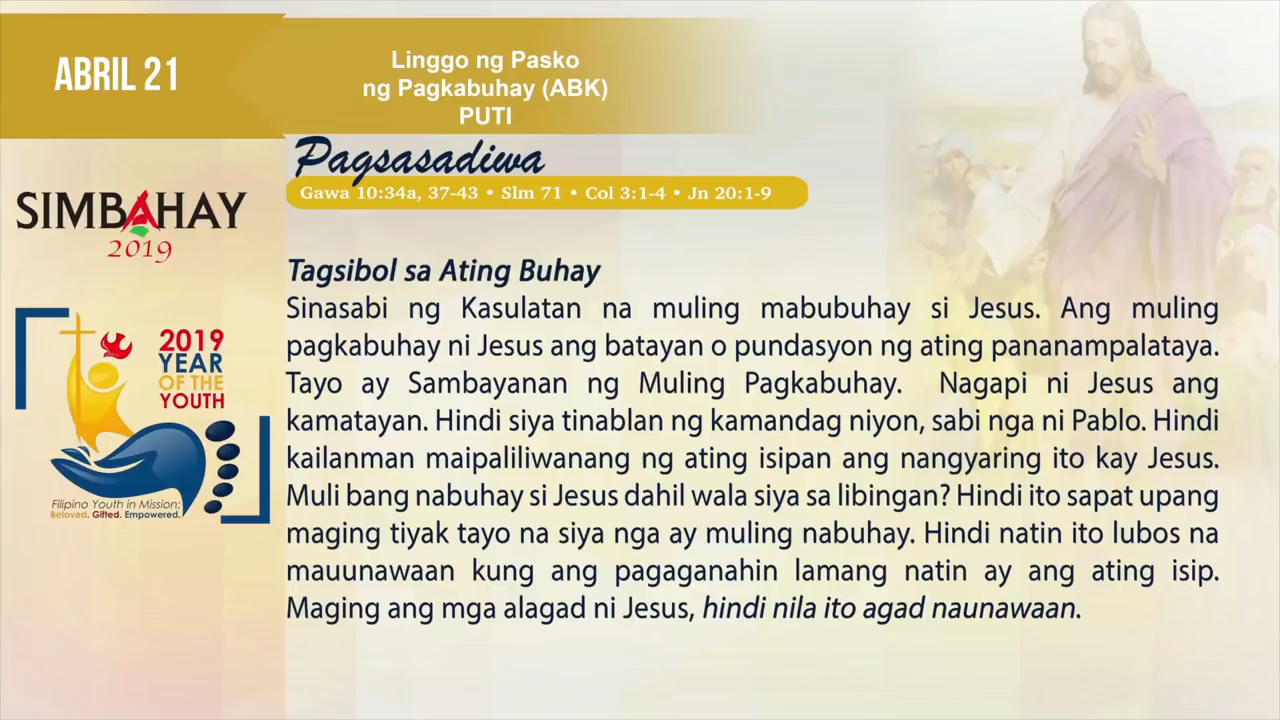 ABRIL 21
Linggo ng Pasko
ng Pagkabuhay (ABK)
PUTI
Pagsasadiwa
Gawa 10:34a, 37-43 • Slm 71 • Col 3:1-4 • Jn 20:1-9
SIMBAHAY
2019
2019
YEAR
OF THE
YOUTH
Filipino Youth in Mission:
Beloved. Gifted. Empowered.
Tagsibol sa Ating Buhay
Sinasabi ng Kasulatan na muling mabubuhay si Jesus. Ang muling
pagkabuhay ni Jesus ang batayan o pundasyon ng ating pananampalataya.
Tayo ay Sambayanan ng Muling Pagkabuhay. Nagapi ni Jesus ang
kamatayan. Hindi siya tinablan ng kamandag niyon, sabi nga ni Pablo. Hindi
kailanman maipaliliwanang ng ating isipan ang nangyaring ito kay Jesus.
Muli bang nabuhay si Jesus dahil wala siya sa libingan? Hindi ito sapat upang
maging tiyak tayo na siya nga ay muling nabuhay. Hindi natin ito lubos na
mauunawaan kung ang pagaganahin lamang natin ay ang ating isip.
Maging ang mga alagad ni Jesus, hindi nila ito agad naunawaan.